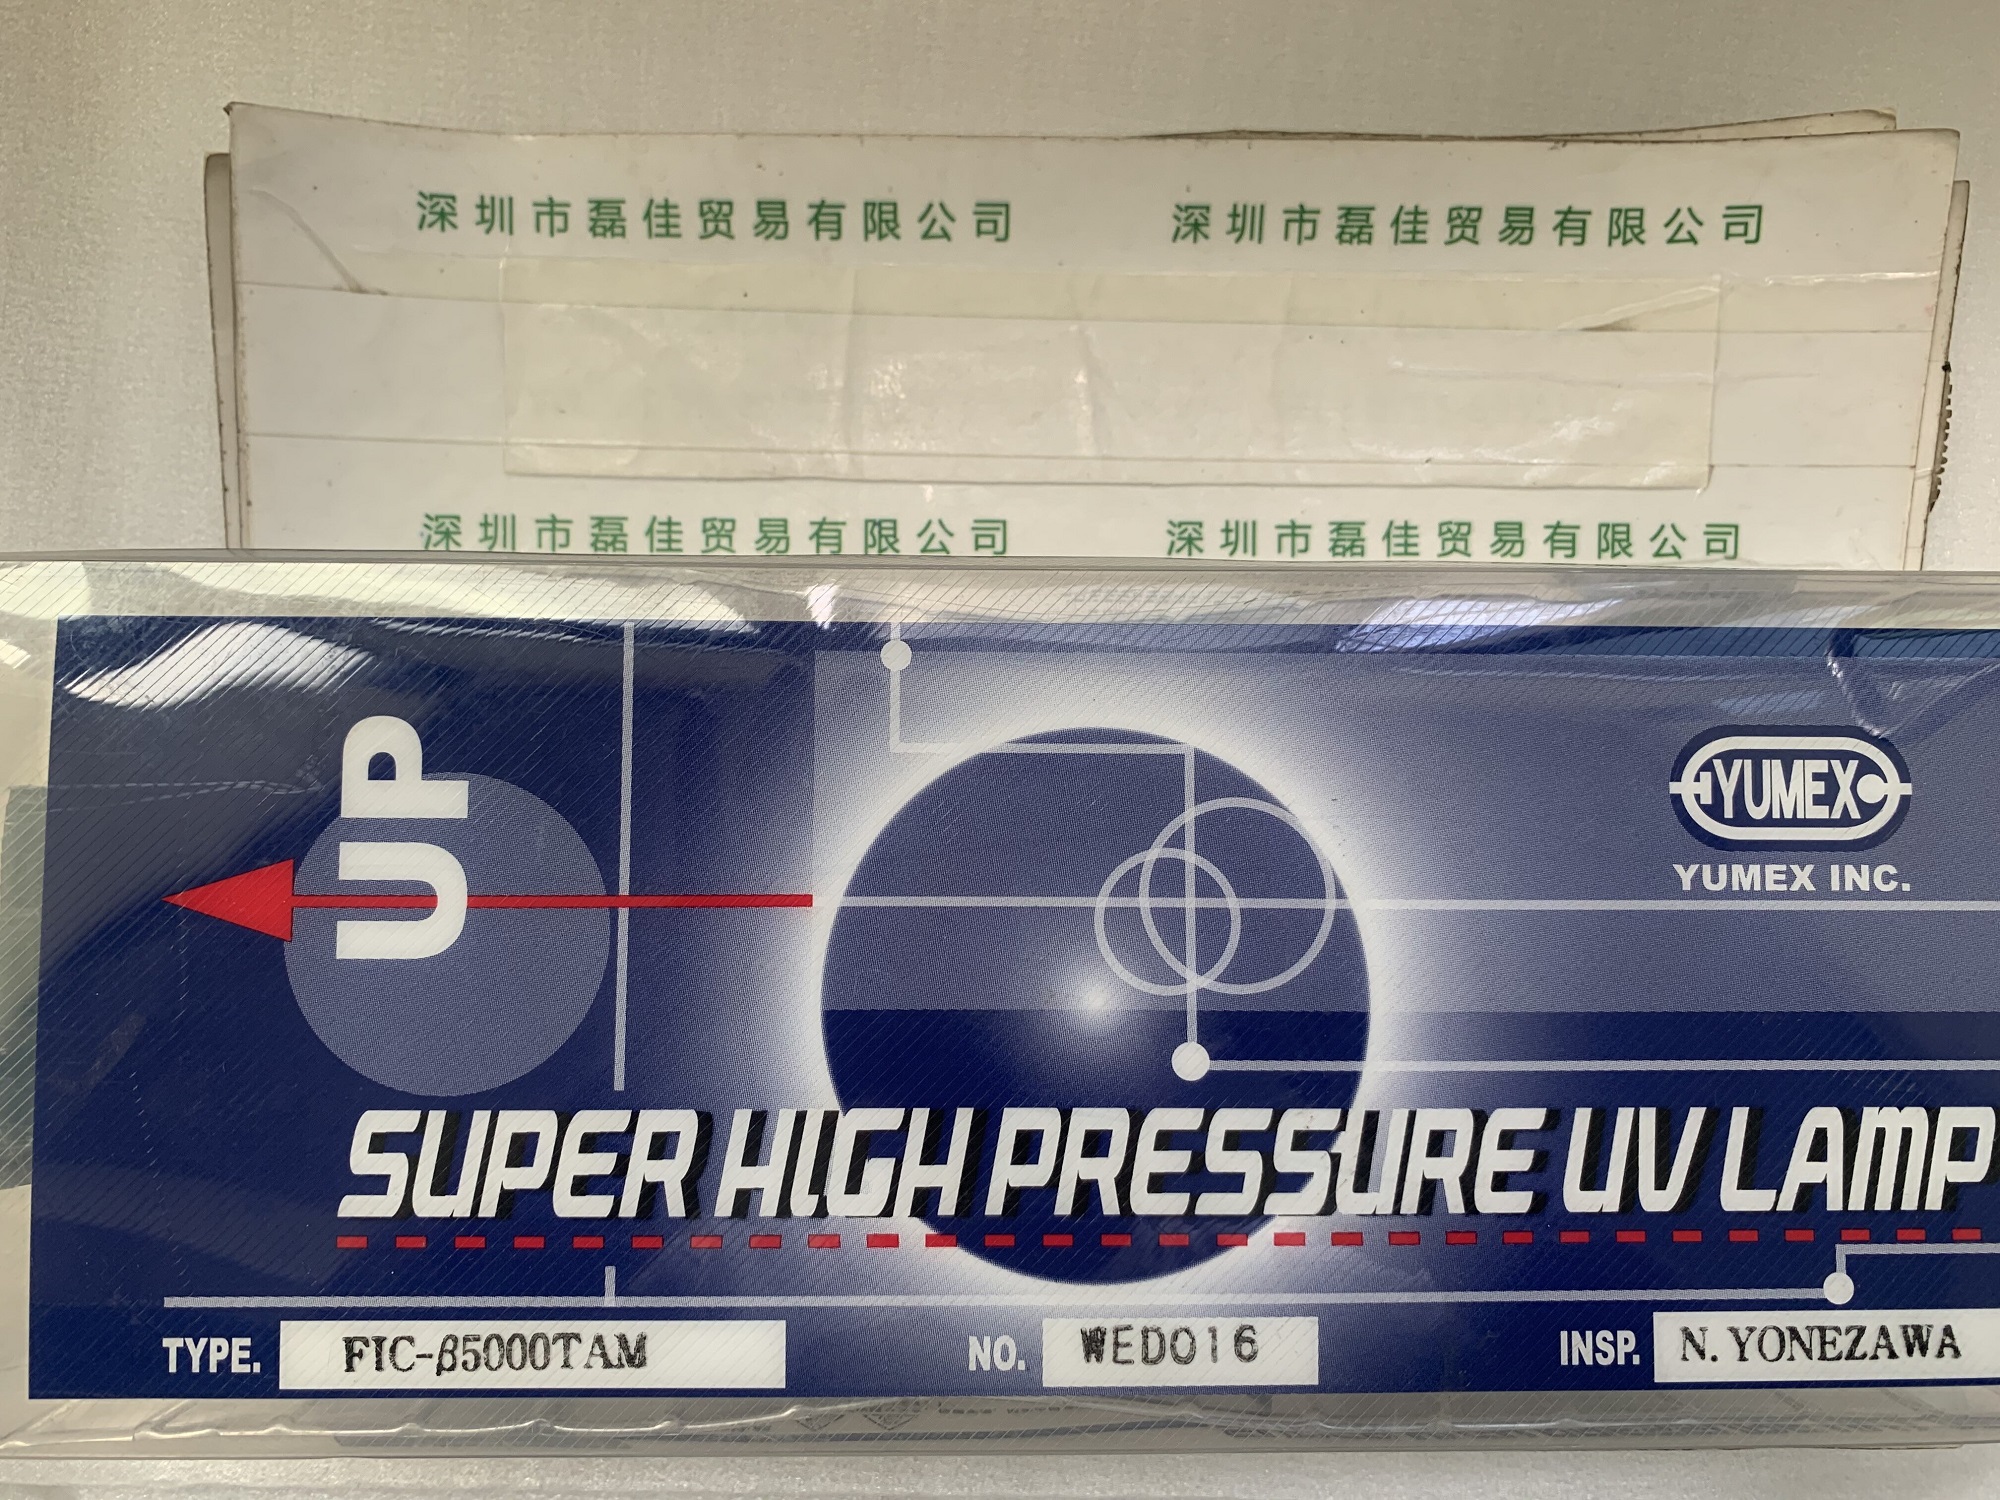 深圳市磊佳贸易有限公司 深圳市磊佳贸易有限公司
深圳市磊佳贸易有限公司 深圳市磊佳贸易有限公司
UP
YUMEX
YUMEX INC.
SUPER HIGH PRESSURE UV LAMP
TYPE. FIC-β5000TAM NO. WED016 INSP. N. YONEZAWA